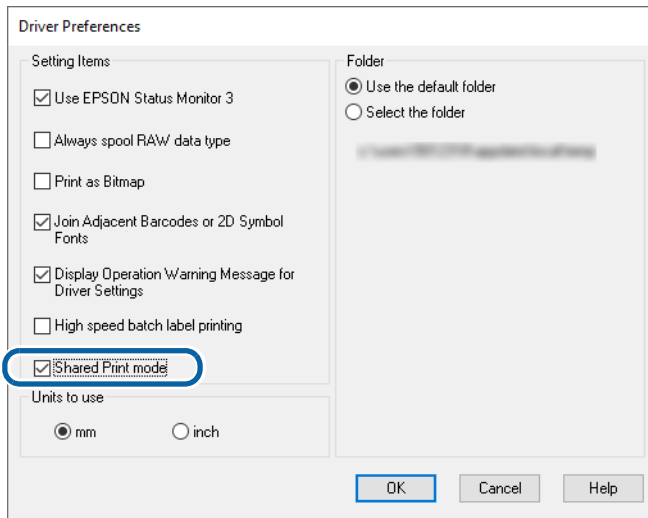 Driver Preferences
Setting Items
Use EPSON Status Monitor 3
Always spool RAW data type
Print as Bitmap
Join Adjacent Barcodes or 2D Symbol
Fonts
Display Operation Warning Message for
Driver Settings
High speed batch label printing
Shared Print mode
Units to use
mm
inch
Folder
Use the default folder
Select the folder
OK
Cancel
Help